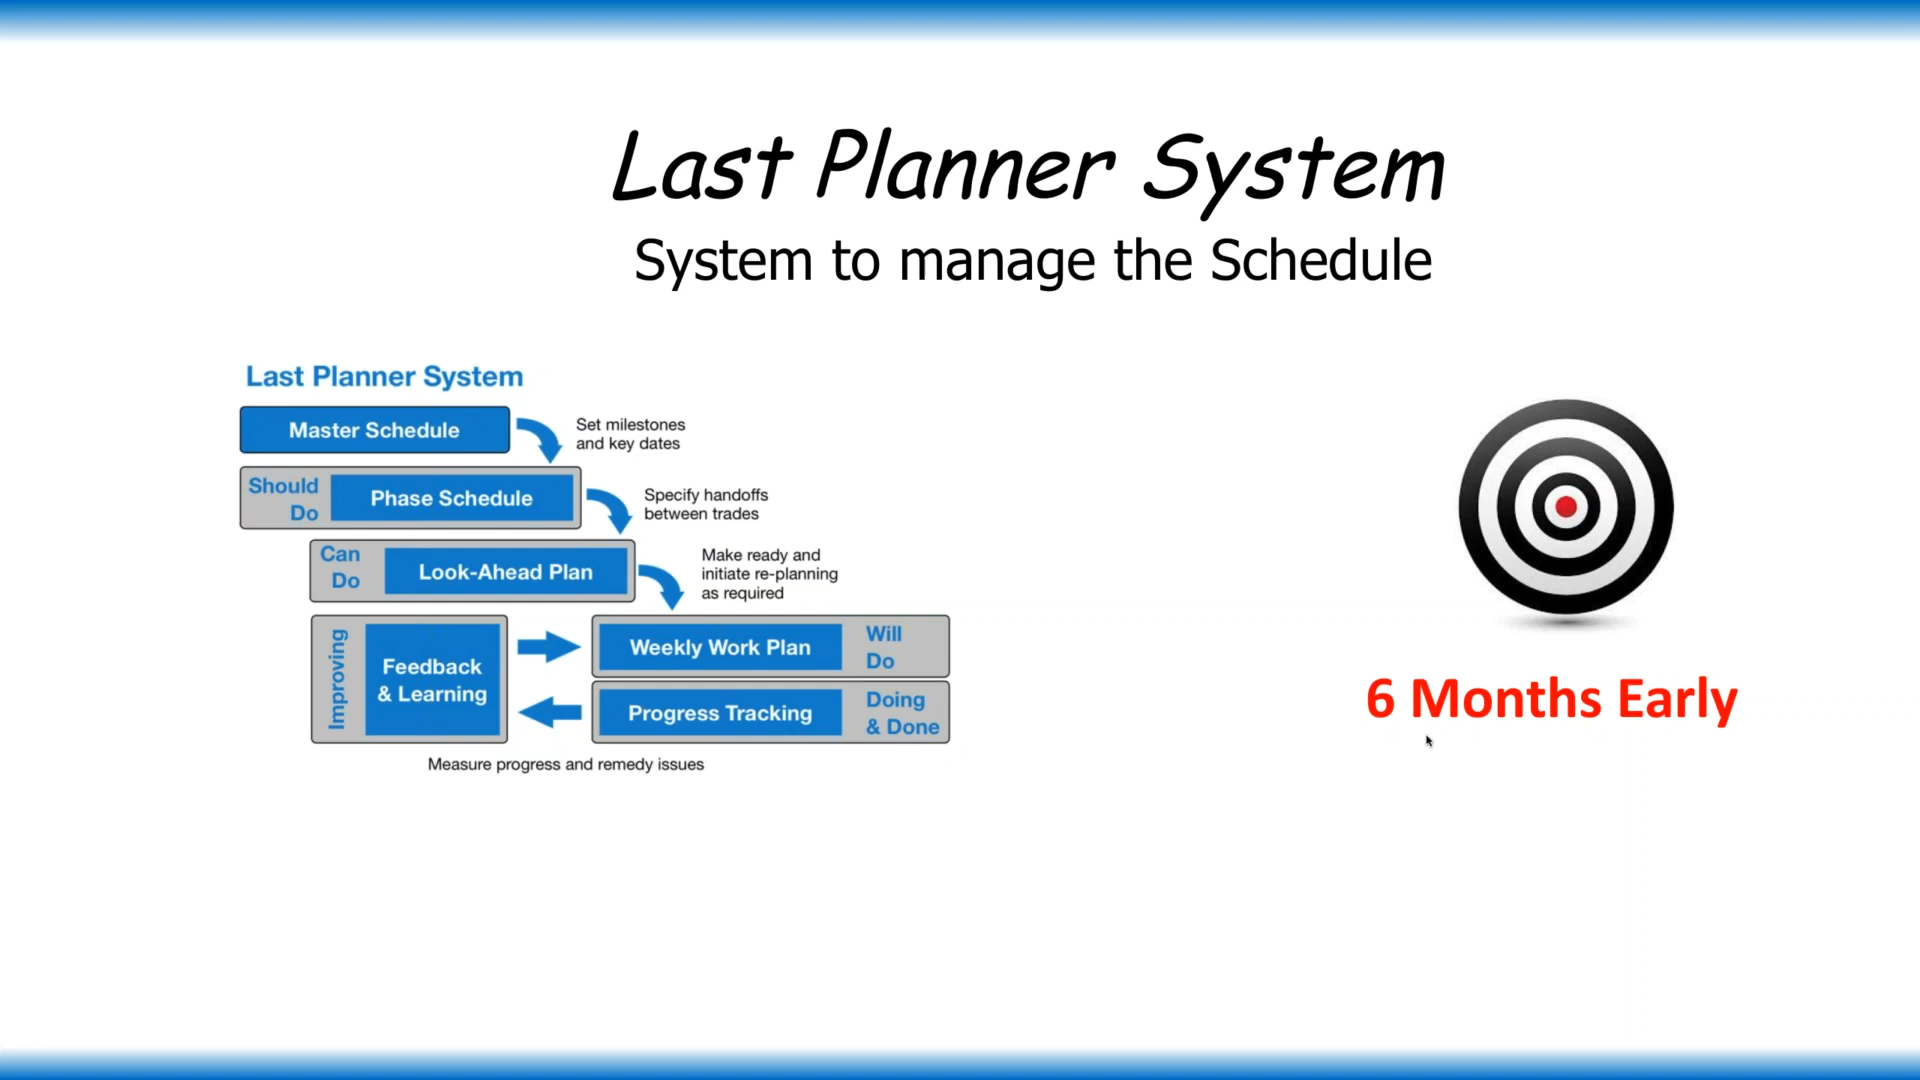 Last Planner System
System to manage the Schedule
Last Planner System
Master Schedule
Set milestones
and key dates
Should
Do
Phase Schedule
Specify handoffs
between trades
Can
Do
Look-Ahead Plan
Make ready and
initiate re-planning
as required
Improving
Feedback
& Learning
Weekly Work Plan
Will
Do
Progress Tracking
Doing
& Done
Measure progress and remedy issues
6 Months Early